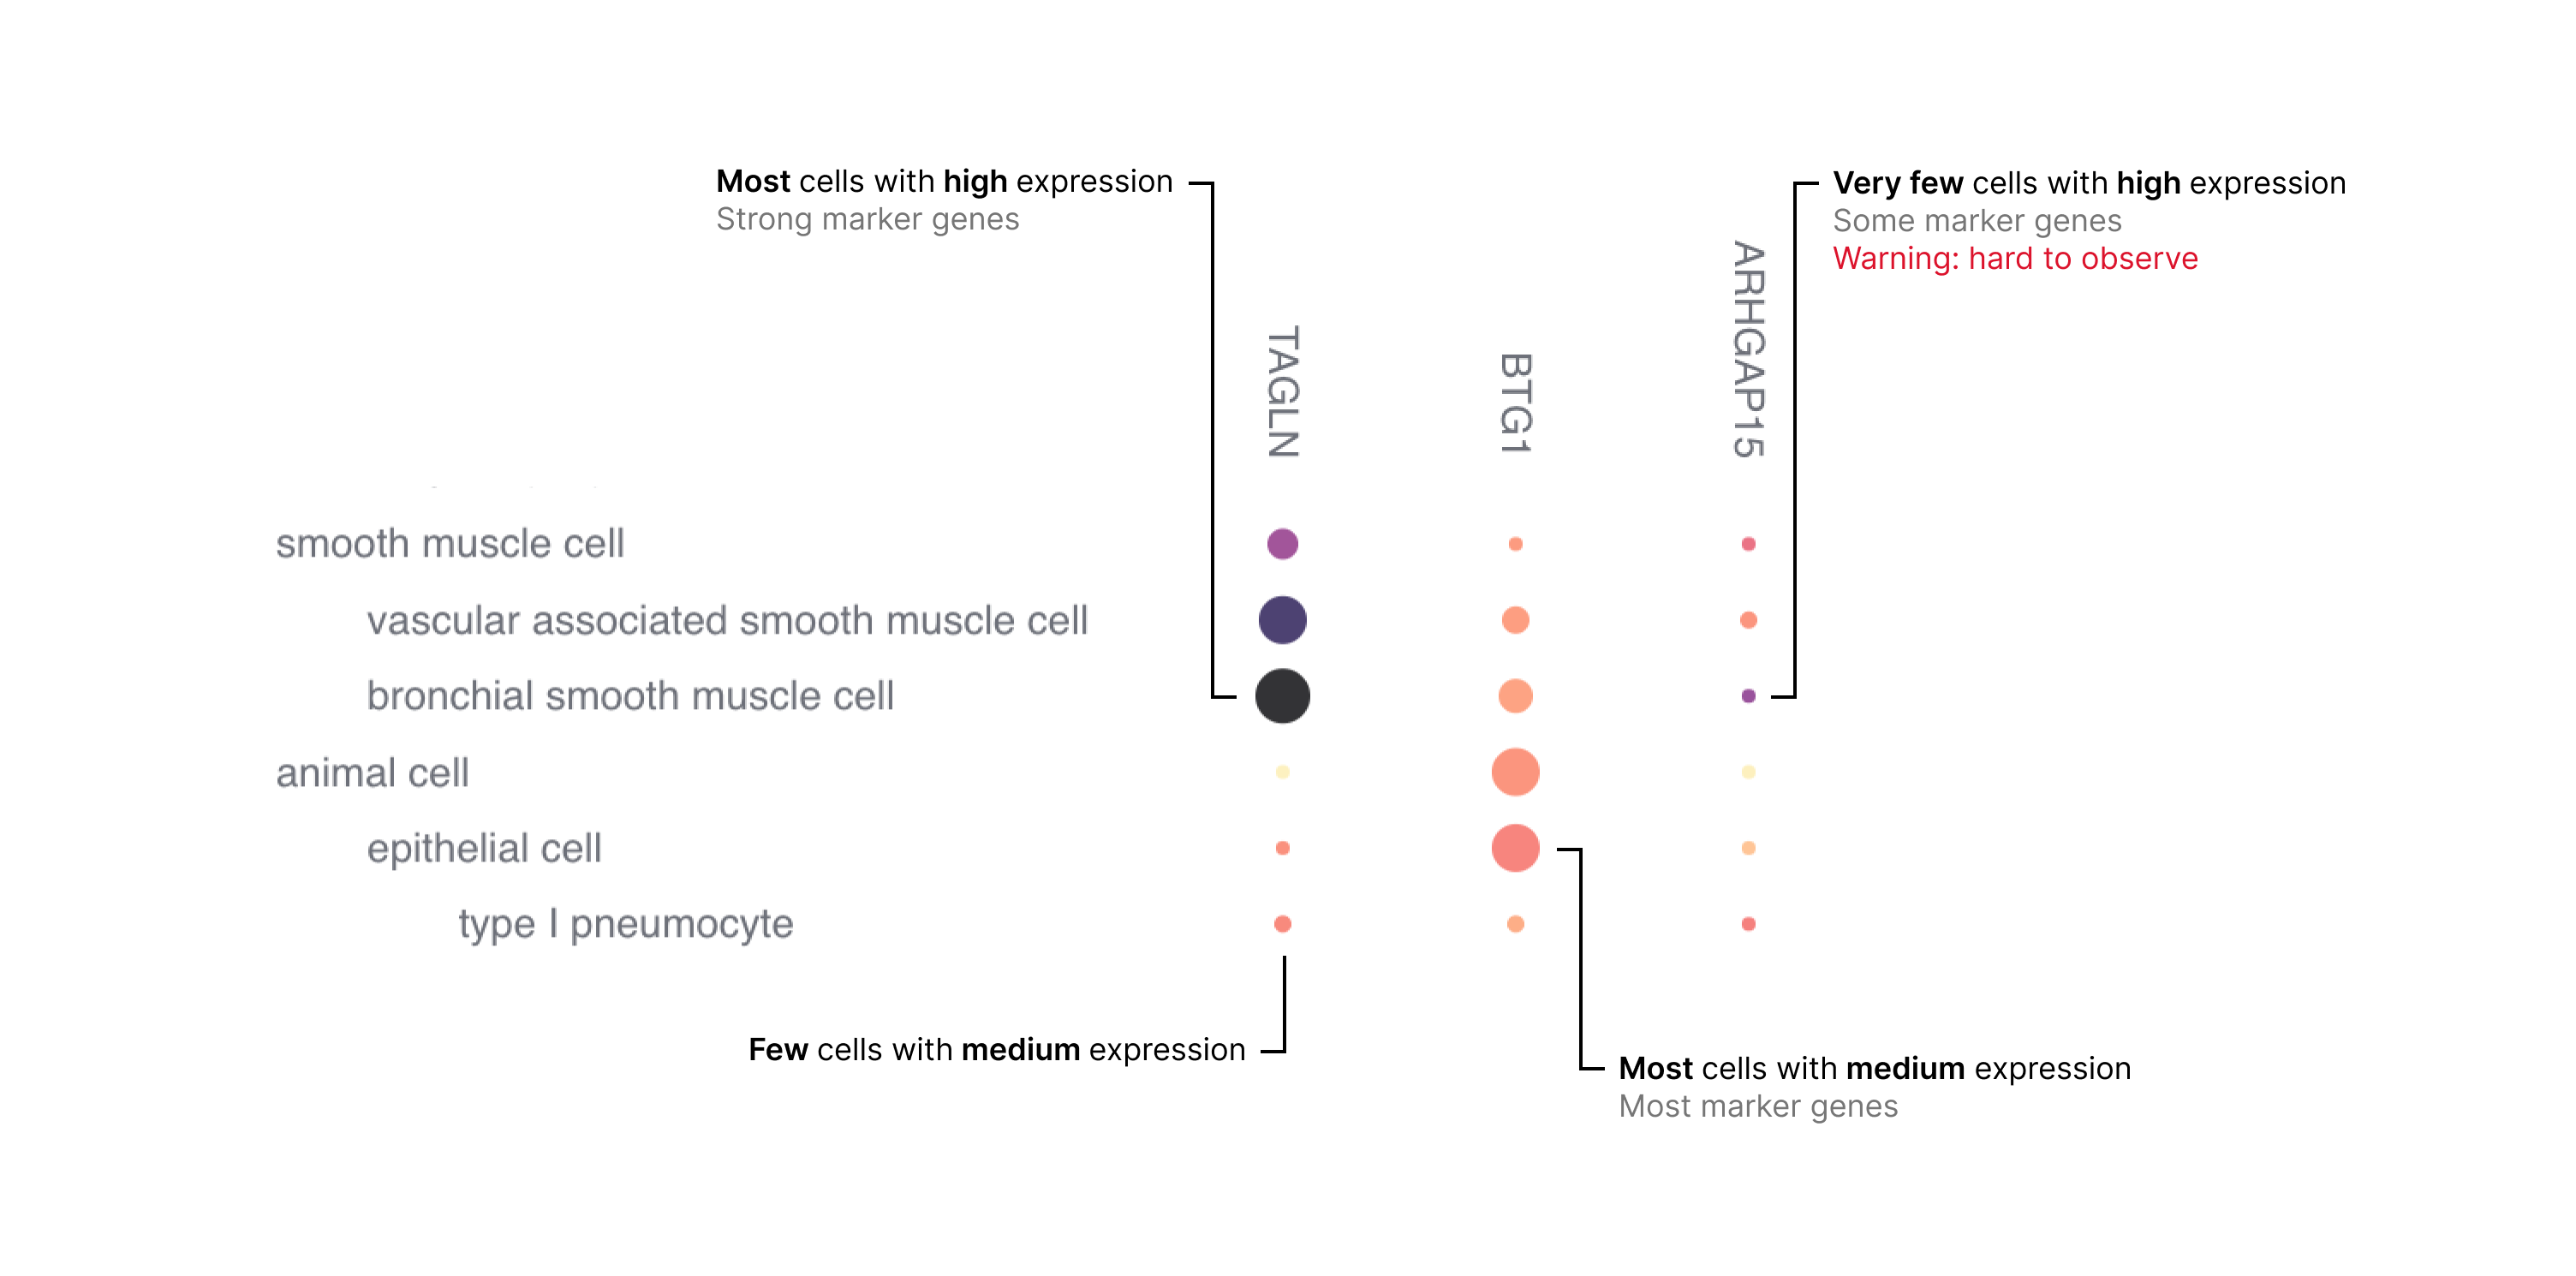 Most cells with high expression
Strong marker genes
Very few cells with high expression
Some marker genes
Warning: hard to observe
TAGLN
BTG1
ARHGAP15
smooth muscle cell
vascular associated smooth muscle cell
bronchial smooth muscle cell
animal cell
epithelial cell
type I pneumocyte
Few cells with medium expression
Most cells with medium expression
Most marker genes